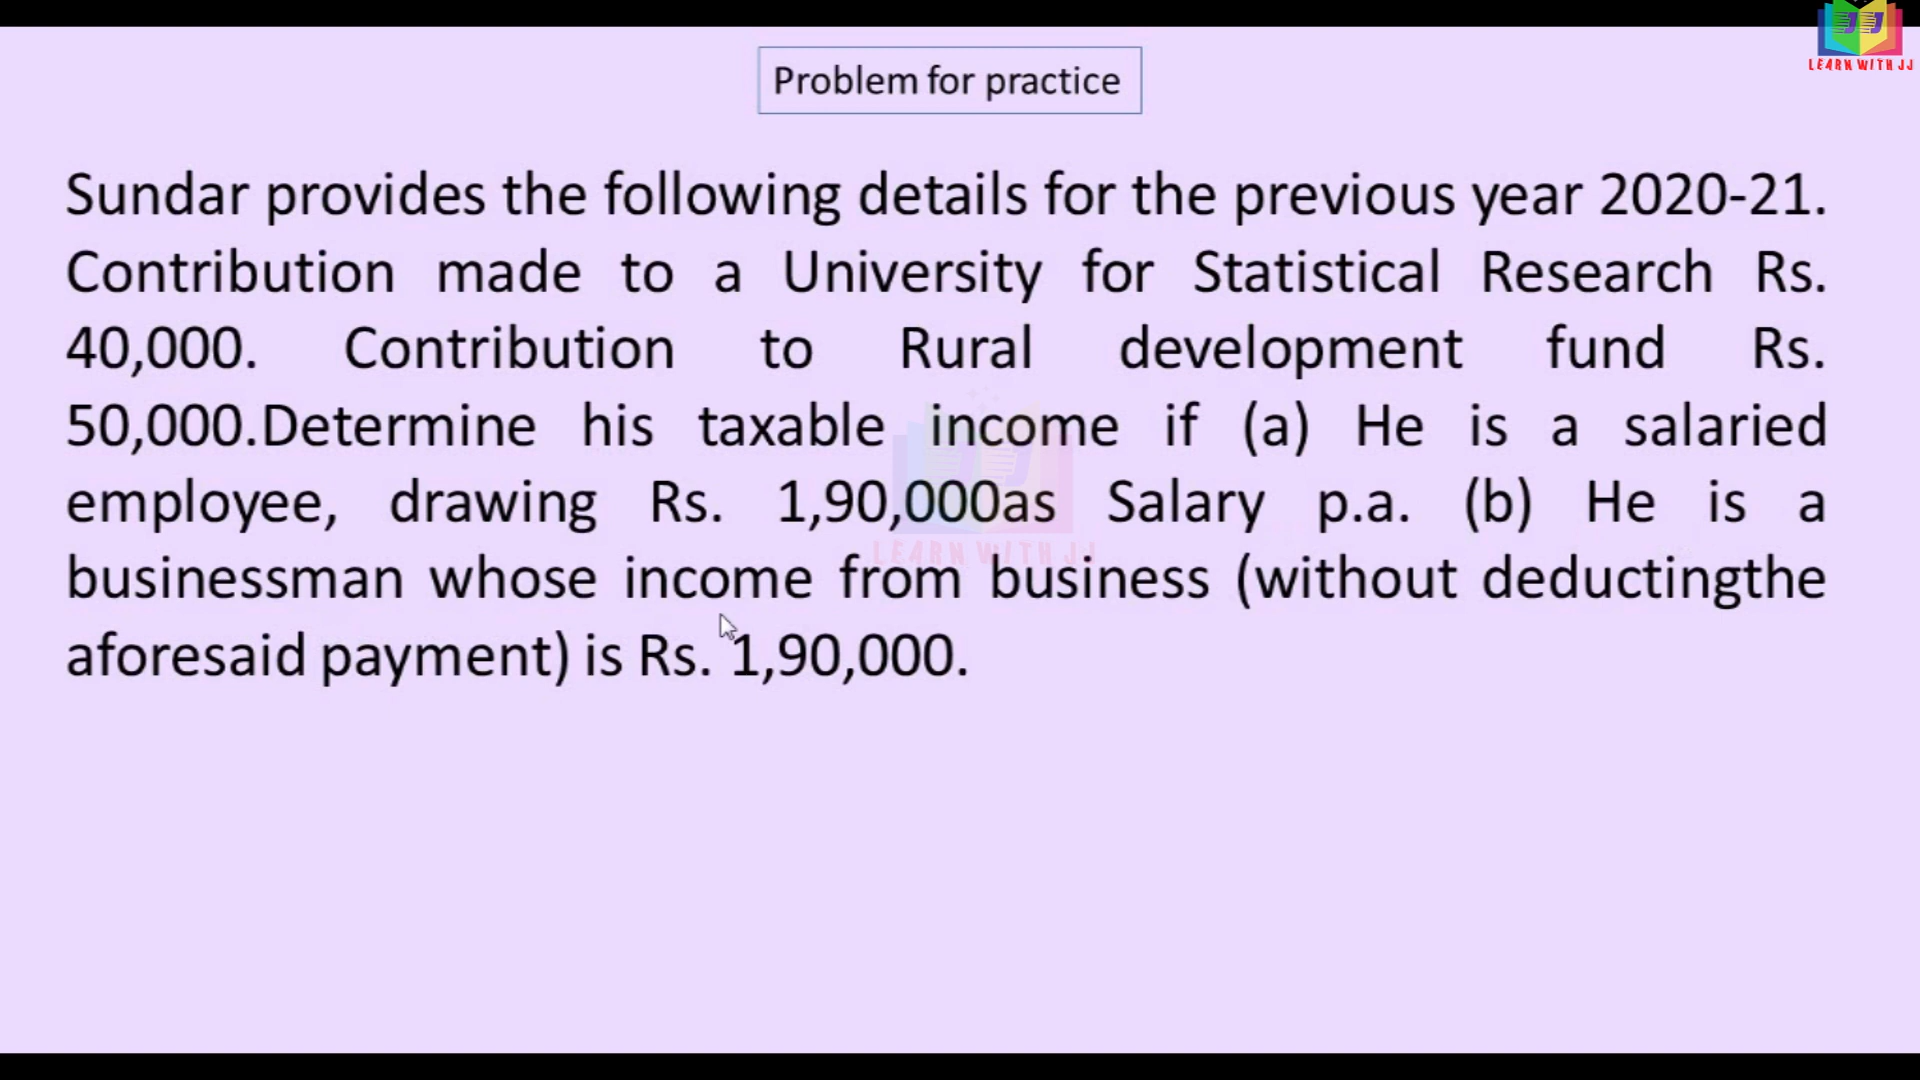 LEARN WITH JJ
Problem for practice
Sundar provides the following details for the previous year 2020-21.
Contribution made to a University for Statistical Research Rs.
40,000. Contribution to Rural development fund Rs.
50,000.Determine his taxable income if (a) He is a salaried
employee, drawing Rs. 1,90,000as Salary p.a. (b) He is a
LEARN WITH JJ
businessman whose income from business (without deductingthe
aforesaid payment) is Rs. 1,90,000.